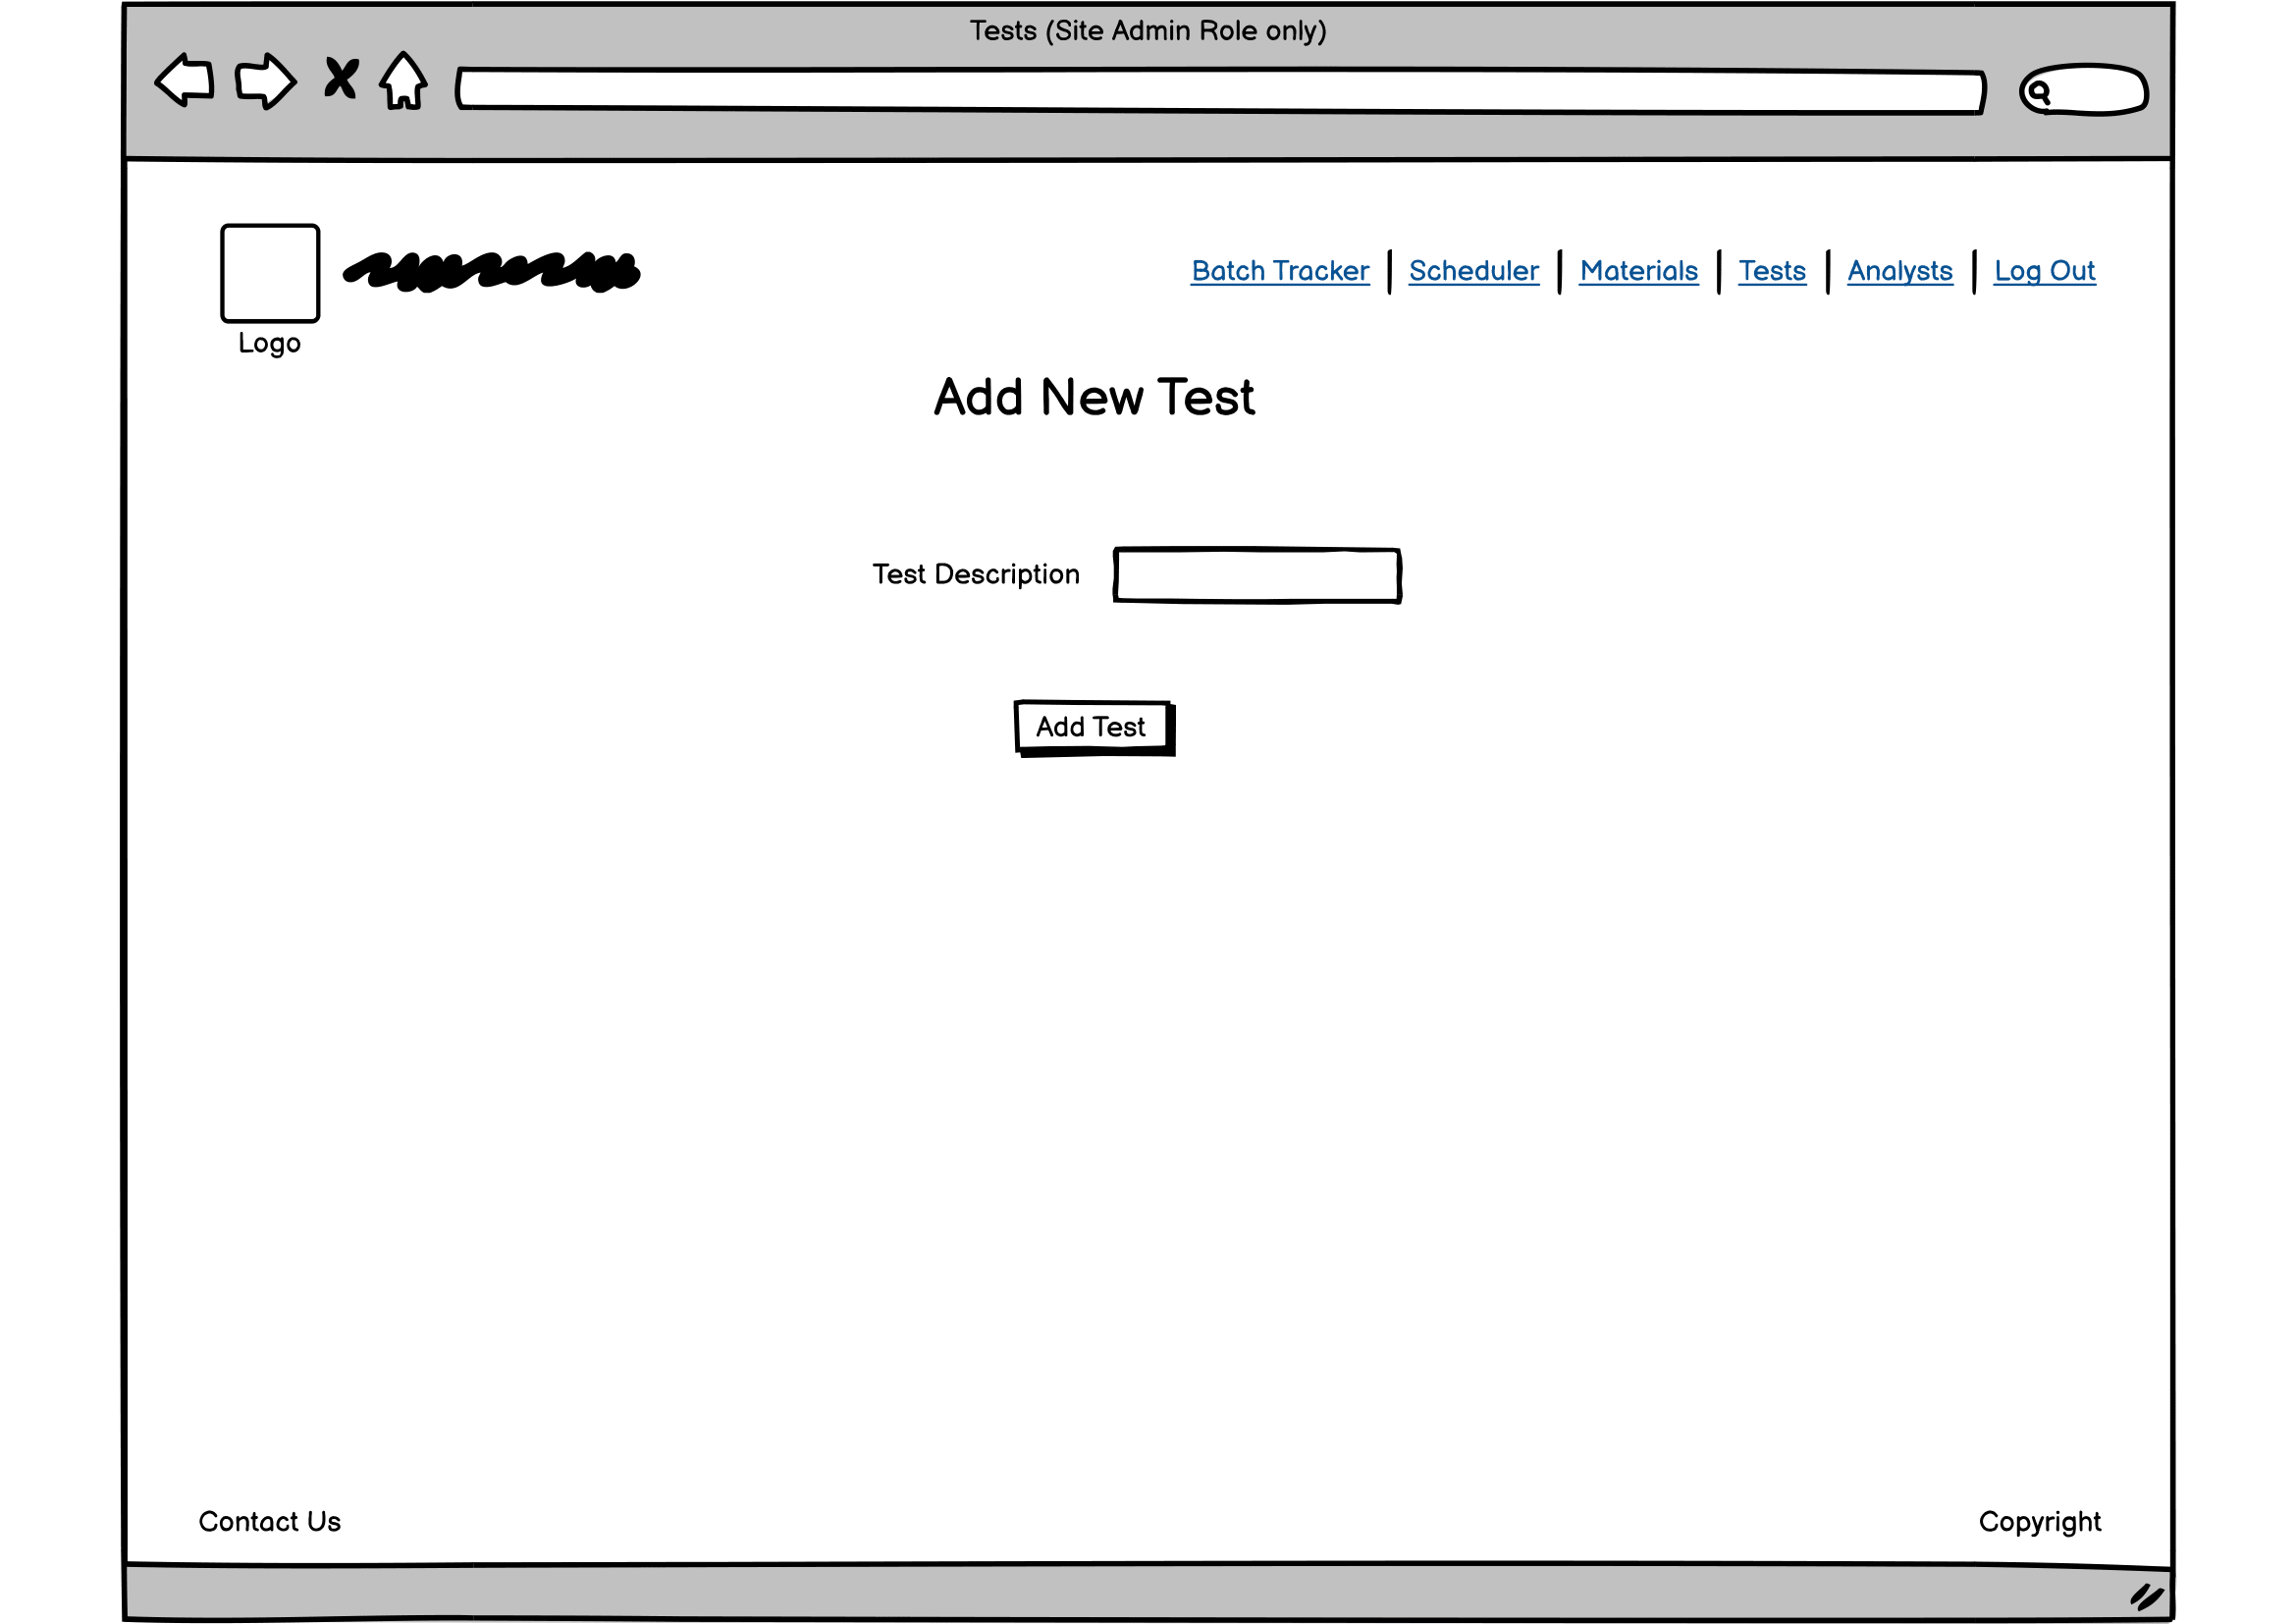 Tests (Site Admin Role only)
Batch Tracker | Scheduler | Materials | Tests | Analysts | Log Out
Logo
Add New Test
Test Description
Add Test
Contact Us
Copyright